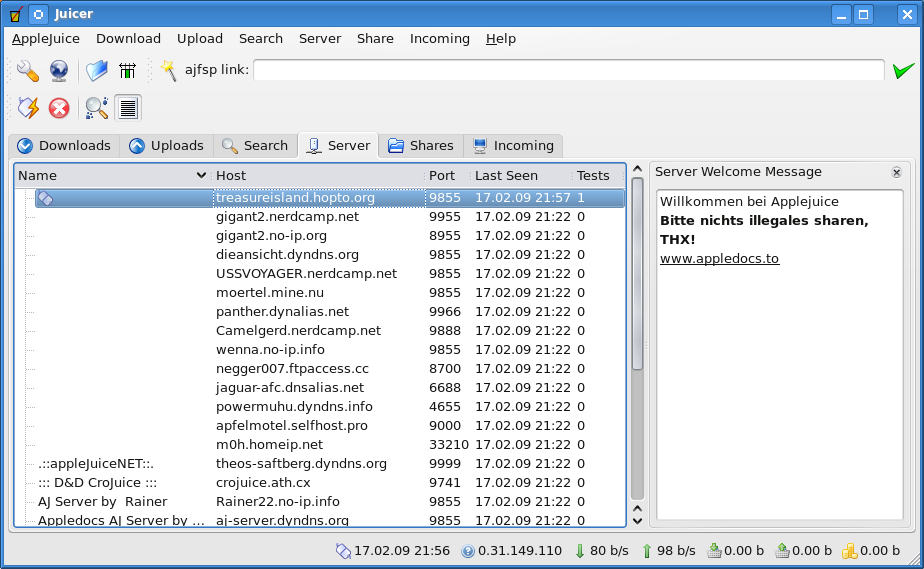 Juicer
AppleJuice Download Upload Search Server Share Incoming Help
ajfsp link:
Downloads Uploads Search Server Shares Incoming
Name Host Port Last Seen Tests
treasureisland.hopto.org 9855 17.02.09 21:57 1
gigant2.nerdcamp.net 9955 17.02.09 21:22 0
gigant2.no-ip.org 8955 17.02.09 21:22 0
dieansicht.dyndns.org 9855 17.02.09 21:22 0
USSVOYAGER.nerdcamp.net 9855 17.02.09 21:22 0
moertel.mine.nu 9855 17.02.09 21:22 0
panther.dynalias.net 9966 17.02.09 21:22 0
Camelgerd.nerdcamp.net 9888 17.02.09 21:22 0
wenna.no-ip.info 9855 17.02.09 21:22 0
negger007.ftpaccess.cc 8700 17.02.09 21:22 0
jaguar-afc.dnsalias.net 6688 17.02.09 21:22 0
powermuhu.dyndns.info 4655 17.02.09 21:22 0
apfelmotel.selfhost.pro 9000 17.02.09 21:22 0
m0h.homeip.net 33210 17.02.09 21:22 0
.::appleJuiceNET::. theos-saftberg.dyndns.org 9999 17.02.09 21:22 0
::: D&D CroJuice ::: crojuice.ath.cx 9741 17.02.09 21:22 0
AJ Server by  Rainer Rainer22.no-ip.info 9855 17.02.09 21:22 0
Appledocs AJ Server by ... aj-server.dyndns.org 9855 17.02.09 21:22 0
Server Welcome Message
Willkommen bei Applejuice
Bitte nichts illegales sharen,
THX!
www.appledocs.to
17.02.09 21:56 0.31.149.110 80 b/s 98 b/s 0.00 b 0.00 b 0.00 b